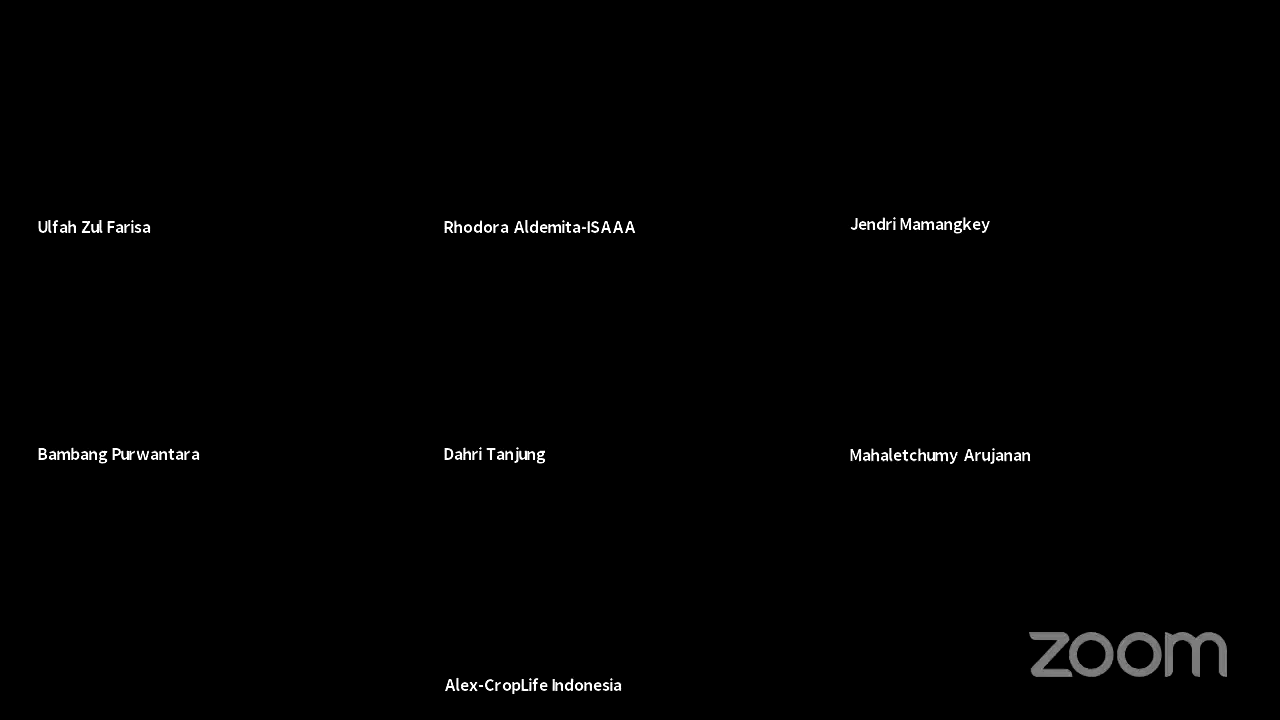 Ulfah Zul Farisa
Rhodora Aldemita-ISAAA
Jendri Mamangkey
Bambang Purwantara
Dahri Tanjung
Mahaletchumy Arujanan
Alex-CropLife Indonesia
zoom